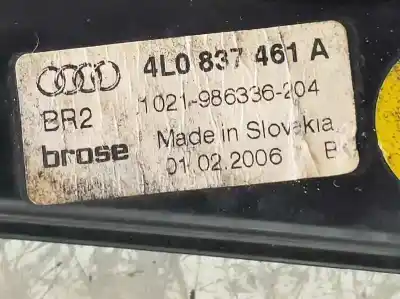 4L0 837 461 A
1021-986336-204
BR2
Made in Slovakia
brose
01.02.2006 B